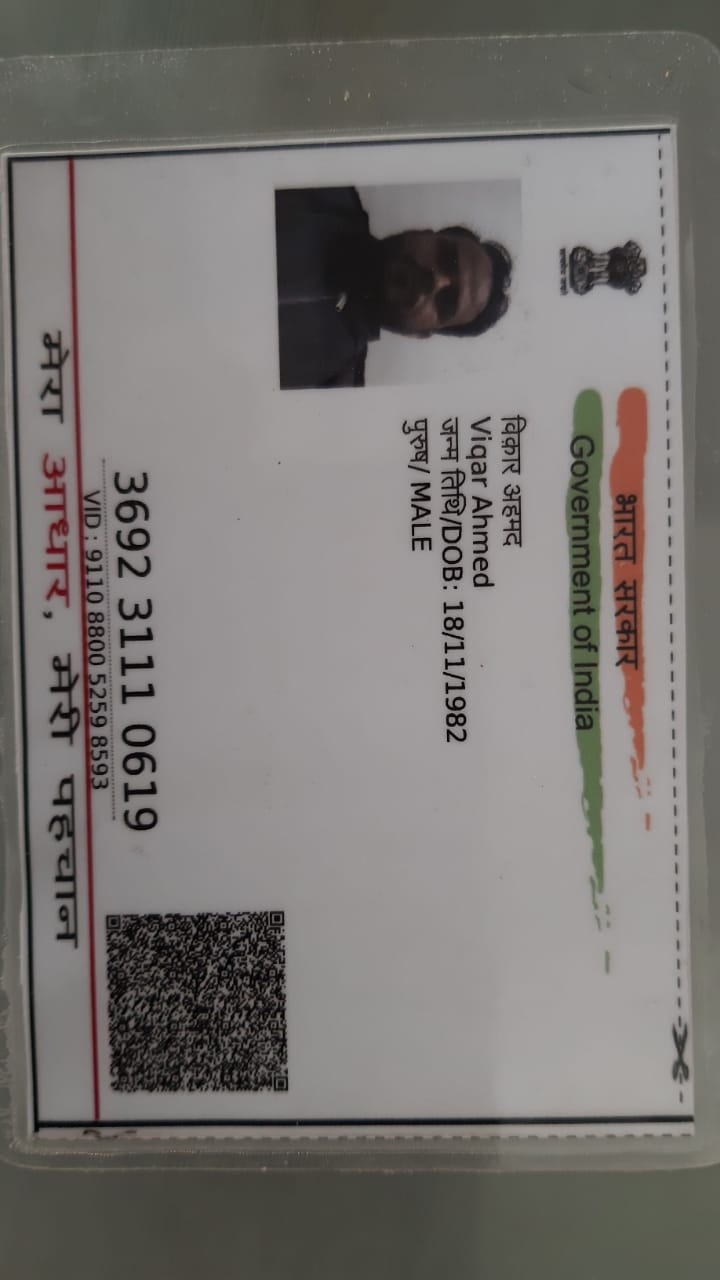 भारत सरकार
Government of India
विक़ार अहमद
Viqar Ahmed
जन्म तिथि/DOB: 18/11/1982
पुरुष/ MALE
3692 3111 0619
VID : 9110 8800 5259 8593
मेरा आधार, मेरी पहचान